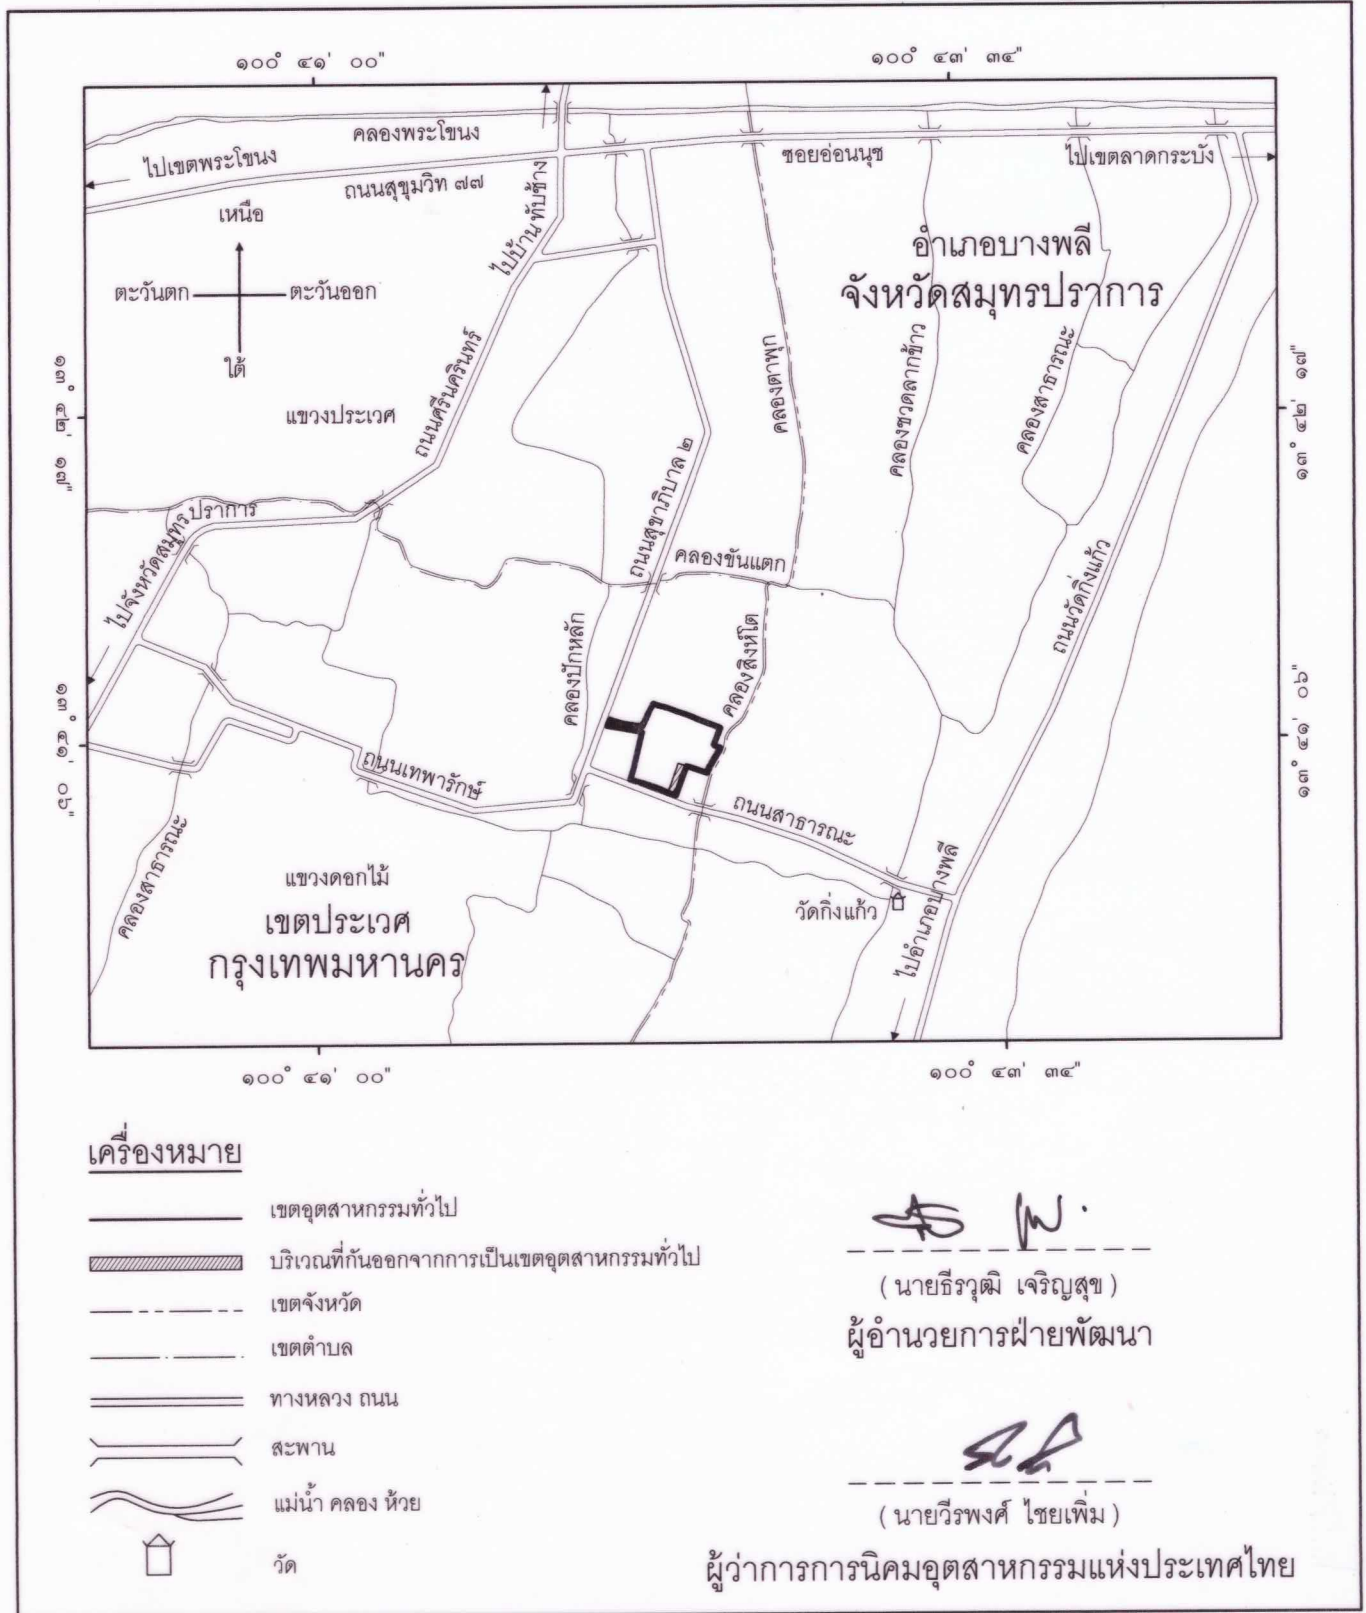 ๑๐๐° ๔๑' ๐๐"
๑๐๐° ๔๓' ๓๔"
คลองพระโขนง
ไปเขตพระโขนง
ถนนสุขุมวิท ๗๗
ซอยอ่อนนุช
ไปเขตลาดกระบัง
ไปบ้านทับช้าง
เหนือ
ตะวันตก
ตะวันออก
ใต้
อำเภอบางพลี
จังหวัดสมุทรปราการ
๑๓° ๔๒' ๑๗"
๑๓° ๔๒' ๑๗"
แขวงประเวศ
ถนนศรีนครินทร์
คลองตาพุก
คลองชวดลากข้าว
คลองสาธารณะ
ถนนสุขาภิบาล ๒
ไปจังหวัดสมุทรปราการ
คลองขันแตก
ถนนวัดกิ่งแก้ว
คลองปักหลัก
คลองสิงห์โต
๑๓° ๔๑' ๐๖"
๑๓° ๔๑' ๐๖"
ถนนเทพารักษ์
ถนนสาธารณะ
คลองสาธารณะ
แขวงดอกไม้
เขตประเวศ
กรุงเทพมหานคร
วัดกิ่งแก้ว
ไปอำเภอบางพลี
๑๐๐° ๔๑' ๐๐"
๑๐๐° ๔๓' ๓๔"
เครื่องหมาย
เขตอุตสาหกรรมทั่วไป
บริเวณที่กันออกจากการเป็นเขตอุตสาหกรรมทั่วไป
เขตจังหวัด
เขตตำบล
ทางหลวง ถนน
สะพาน
แม่น้ำ คลอง ห้วย
วัด
( นายธีรวุฒิ เจริญสุข )
ผู้อำนวยการฝ่ายพัฒนา
( นายวีรพงศ์ ไชยเพิ่ม )
ผู้ว่าการการนิคมอุตสาหกรรมแห่งประเทศไทย